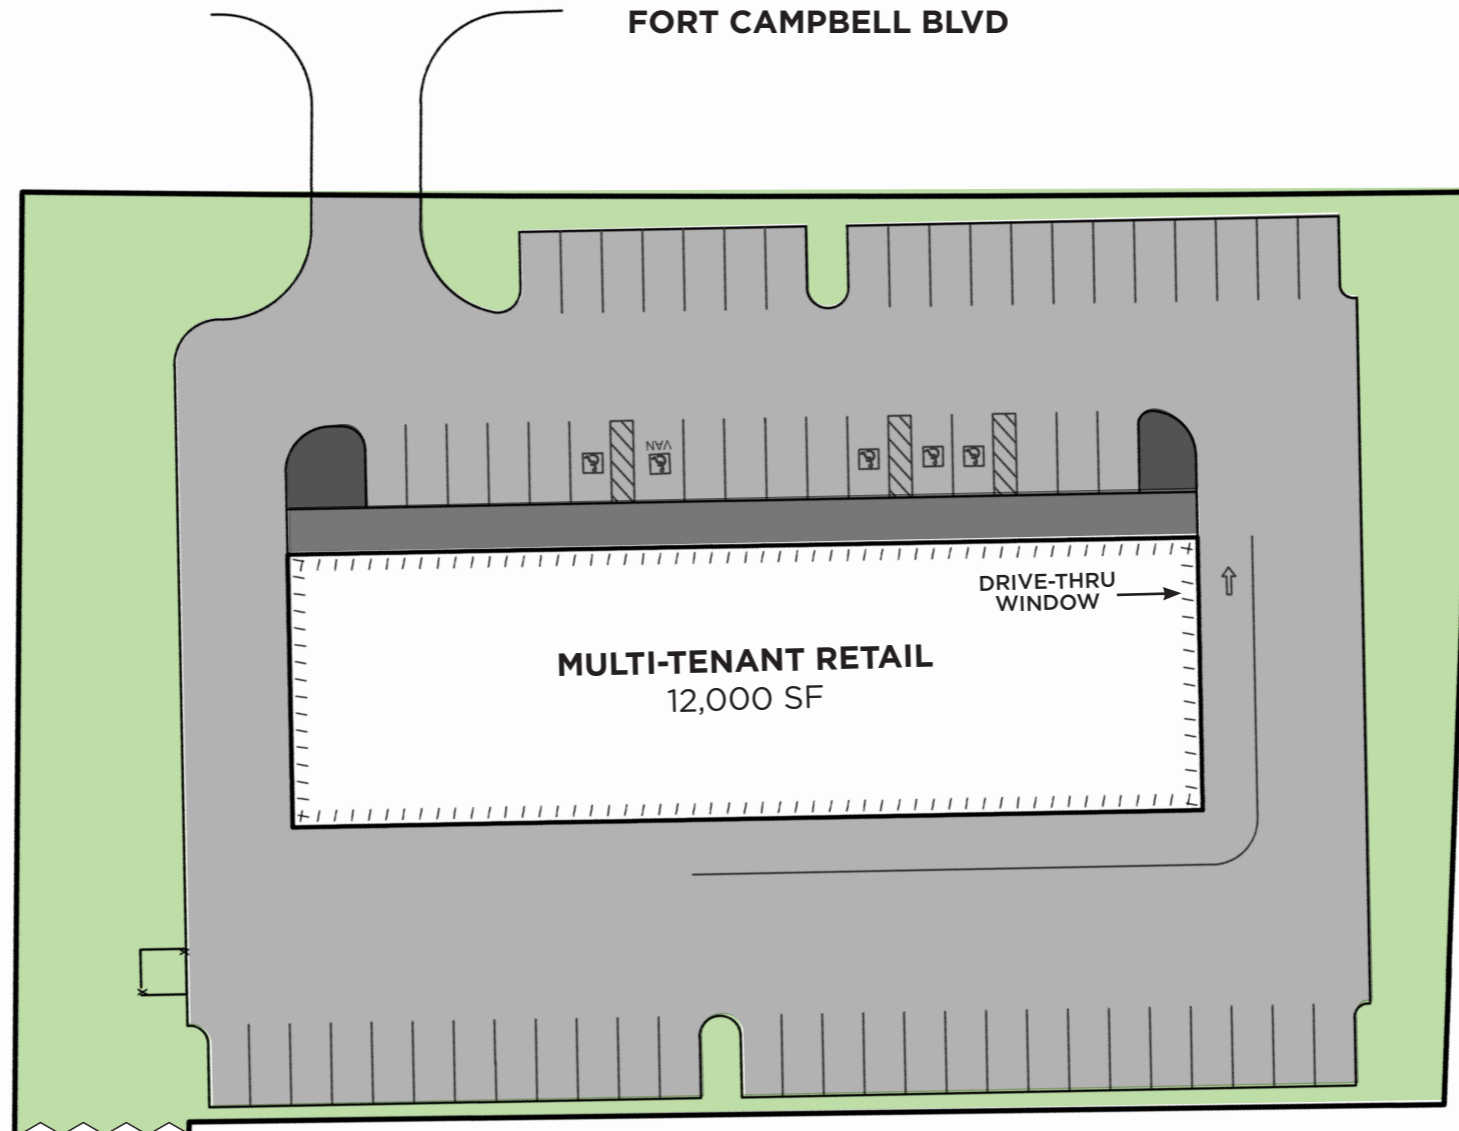 FORT CAMPBELL BLVD
VAN
DRIVE-THRU
WINDOW
MULTI-TENANT RETAIL
12,000 SF